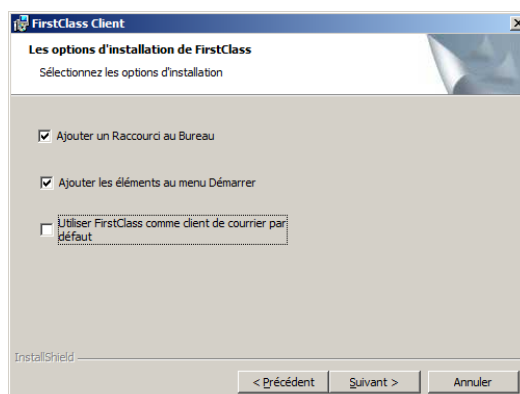 FirstClass Client
Les options d'installation de FirstClass
Sélectionnez les options d'installation
Ajouter un Raccourci au Bureau
Ajouter les éléments au menu Démarrer
Utiliser FirstClass comme client de courrier par
défaut
InstallShield
< Précédent Suivant > Annuler